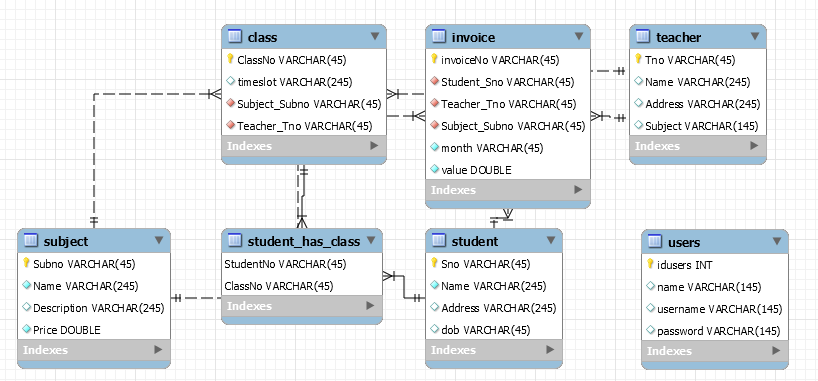 class
ClassNo VARCHAR(45)
timeslot VARCHAR(245)
Subject_Subno VARCHAR(45)
Teacher_Tno VARCHAR(45)
Indexes
invoice
invoiceNo VARCHAR(45)
Student_Sno VARCHAR(45)
Teacher_Tno VARCHAR(45)
Subject_Subno VARCHAR(45)
month VARCHAR(45)
value DOUBLE
Indexes
teacher
Tno VARCHAR(45)
Name VARCHAR(245)
Address VARCHAR(245)
Subject VARCHAR(145)
Indexes
subject
Subno VARCHAR(45)
Name VARCHAR(245)
Description VARCHAR(245)
Price DOUBLE
Indexes
student_has_class
StudentNo VARCHAR(45)
ClassNo VARCHAR(45)
Indexes
student
Sno VARCHAR(45)
Name VARCHAR(245)
Address VARCHAR(245)
dob VARCHAR(45)
Indexes
users
idusers INT
name VARCHAR(145)
username VARCHAR(145)
password VARCHAR(145)
Indexes